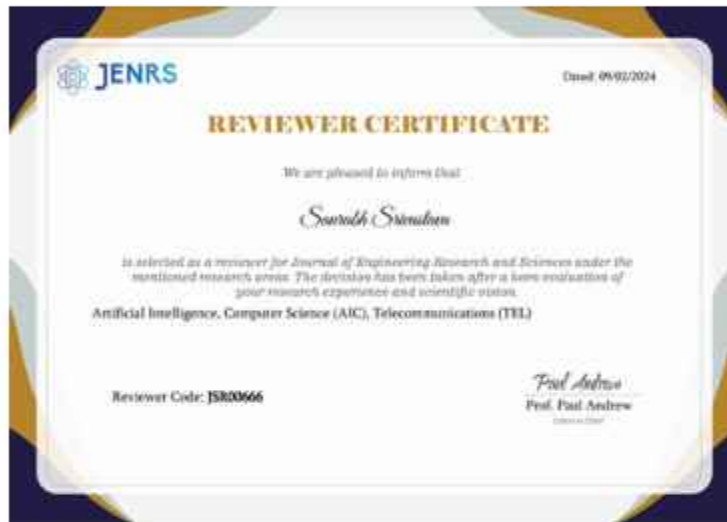 JENRS
Dated: 09/02/2024
REVIEWER CERTIFICATE
We are pleased to inform that
Saurabh Srivastava
is selected as a reviewer for Journal of Engineering Research and Sciences under the
mentioned research areas. The decision has been taken after a keen evaluation of
your research experience and scientific vision.
Artificial Intelligence, Computer Science (AIC), Telecommunications (TEL)
Reviewer Code: JSR00666
Paul Andrew
Prof. Paul Andrew
Editor-in-Chief